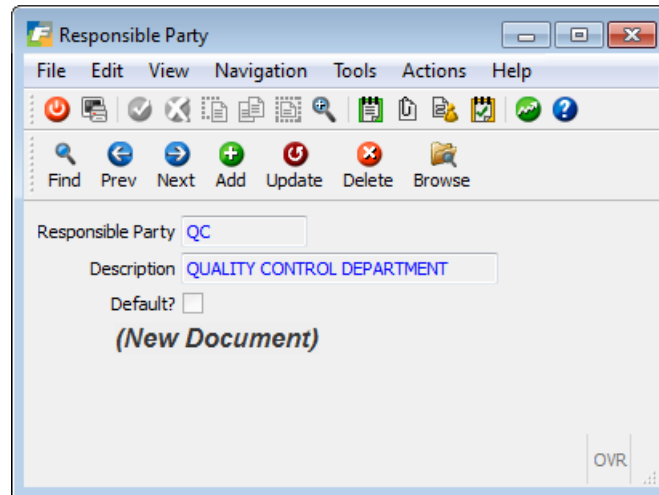 Responsible Party
File Edit View Navigation Tools Actions Help
Find Prev Next Add Update Delete Browse
Responsible Party QC
Description QUALITY CONTROL DEPARTMENT
Default?
(New Document)
OVR